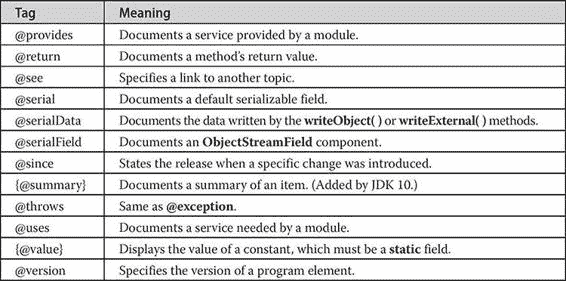 Tag Meaning
@provides Documents a service provided by a module.
@return Documents a method's return value.
@see Specifies a link to another topic.
@serial Documents a default serializable field.
@serialData Documents the data written by the writeObject( ) or writeExternal( ) methods.
@serialField Documents an ObjectStreamField component.
@since States the release when a specific change was introduced.
{@summary} Documents a summary of an item. (Added by JDK 10.)
@throws Same as @exception.
@uses Documents a service needed by a module.
{@value} Displays the value of a constant, which must be a static field.
@version Specifies the version of a program element.